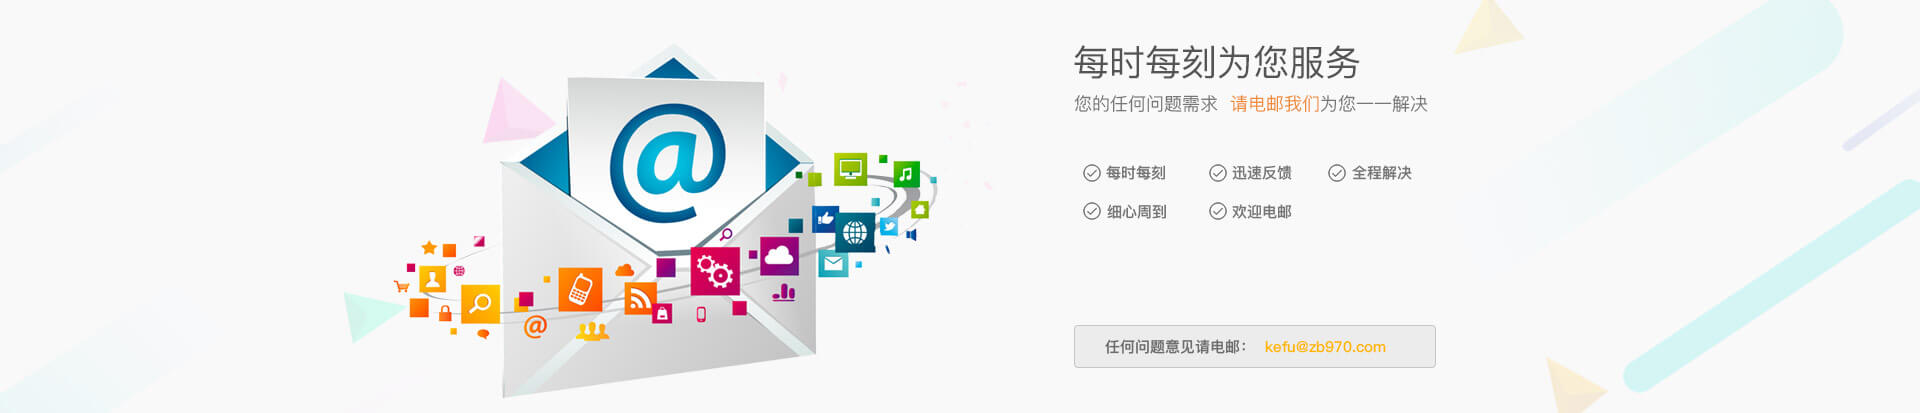 @
每时每刻为您服务
您的任何问题需求 请电邮我们为您一一解决
每时每刻 迅速反馈 全程解决
细心周到 欢迎电邮
@
任何问题意见请电邮: kefu@zb970.com